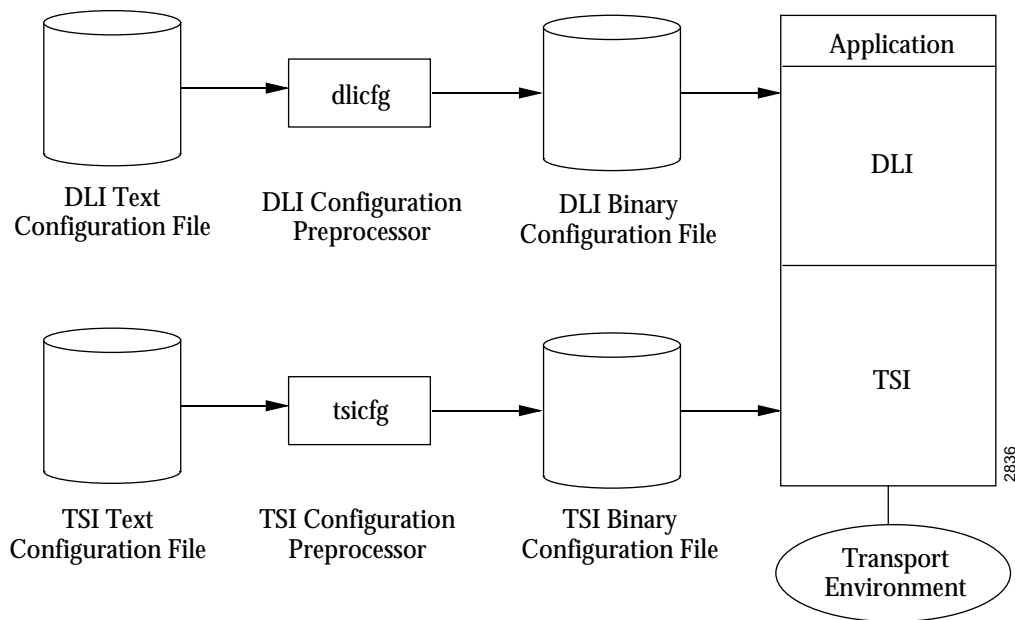 Application
dlicfg
DLI
DLI Text
Configuration File
DLI Configuration
Preprocessor
DLI Binary
Configuration File
tsicfg
TSI
2836
TSI Text
Configuration File
TSI Configuration
Preprocessor
TSI Binary
Configuration File
Transport
Environment